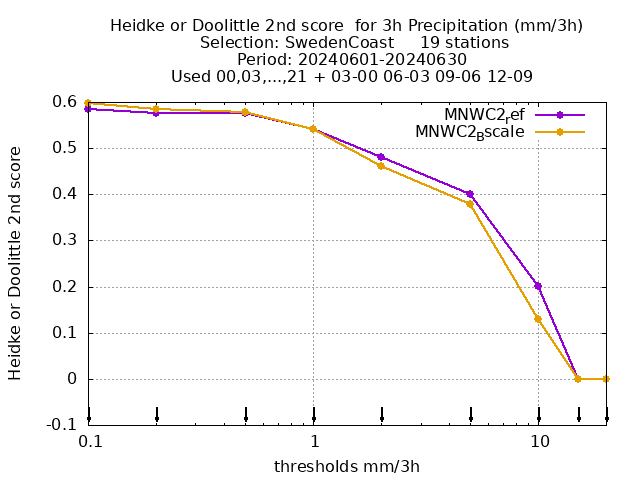 Heidke or Doolittle 2nd score  for 3h Precipitation (mm/3h)
Selection: SwedenCoast     19 stations
Period: 20240601-20240630
Used 00,03,...,21 + 03-00 06-03 09-06 12-09
MNWC2ref
MNWC2Bscale
0.6
0.5
0.4
0.3
0.2
0.1
0
-0.1
Heidke or Doolittle 2nd score
0.1
1
10
thresholds mm/3h